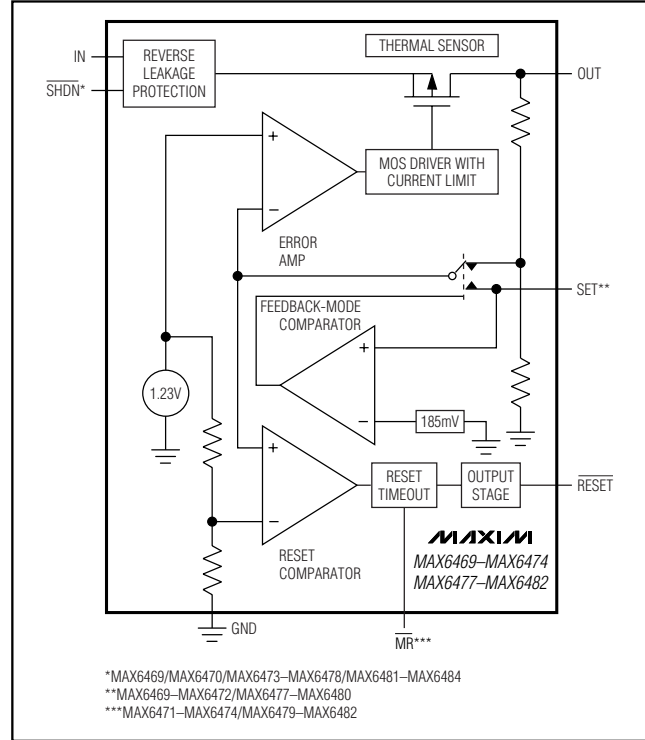 THERMAL SENSOR
IN
REVERSE
LEAKAGE
PROTECTION
SHDN*
OUT
+
MOS DRIVER WITH
CURRENT LIMIT
−
ERROR
AMP
SET**
FEEDBACK-MODE
COMPARATOR
+
1.23V
−
185mV
+
RESET
TIMEOUT
OUTPUT
STAGE
RESET
−
RESET
COMPARATOR
MAXIM
MAX6469–MAX6474
MAX6477–MAX6482
GND
MR***
*MAX6469/MAX6470/MAX6473–MAX6478/MAX6481–MAX6484
**MAX6469–MAX6472/MAX6477–MAX6480
***MAX6471–MAX6474/MAX6479–MAX6482